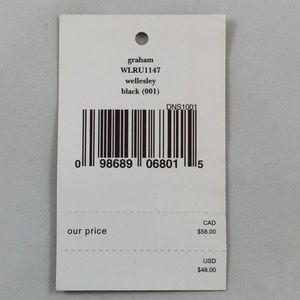 graham
WLRU1147
wellesley
black (001)
DNS1001
0 98689 06801 5
CAD
our price $58.00
USD
$48.00